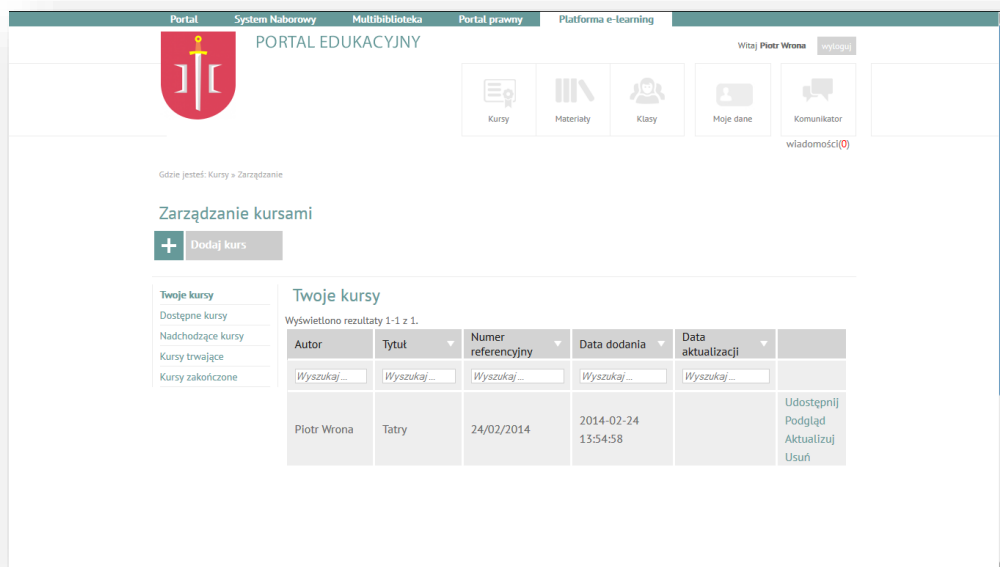 Portal System Naborowy Multibiblioteka Portal prawny Platforma e-learning
PORTAL EDUKACYJNY
Witaj Piotr Wrona wyloguj
Kursy Materiały Klasy Moje dane Komunikator
wiadomości(0)
Gdzie jesteś: Kursy » Zarządzanie
Zarządzanie kursami
+ Dodaj kurs
Twoje kursy
Dostępne kursy
Nadchodzące kursy
Kursy trwające
Kursy zakończone
Twoje kursy
Wyświetlono rezultaty 1-1 z 1.
Autor Tytuł Numer referencyjny Data dodania Data aktualizacji
Wyszukaj ... Wyszukaj ... Wyszukaj ... Wyszukaj ... Wyszukaj ...
Piotr Wrona Tatry 24/02/2014 2014-02-24 13:54:58
Udostępnij
Podgląd
Aktualizuj
Usuń